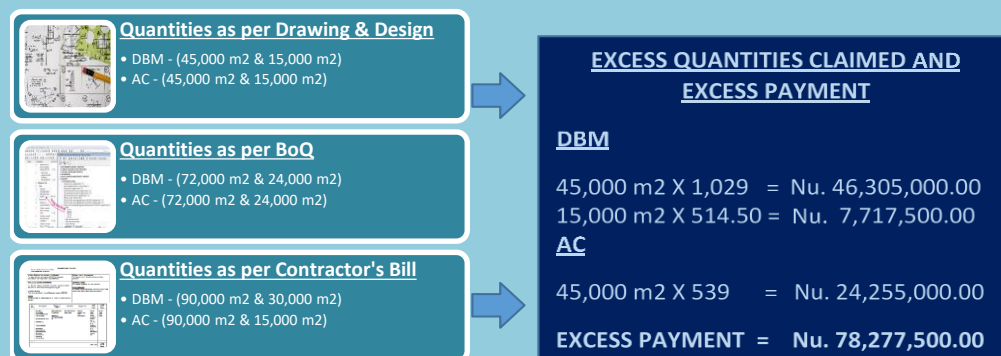 Quantities as per Drawing & Design
• DBM - (45,000 m2 & 15,000 m2)
• AC - (45,000 m2 & 15,000 m2)
Quantities as per BoQ
• DBM - (72,000 m2 & 24,000 m2)
• AC - (72,000 m2 & 24,000 m2)
Quantities as per Contractor's Bill
• DBM - (90,000 m2 & 30,000 m2)
• AC - (90,000 m2 & 15,000 m2)
EXCESS QUANTITIES CLAIMED AND
EXCESS PAYMENT
DBM
45,000 m2 X 1,029 = Nu. 46,305,000.00
15,000 m2 X 514.50 = Nu. 7,717,500.00
AC
45,000 m2 X 539 = Nu. 24,255,000.00
EXCESS PAYMENT = Nu. 78,277,500.00